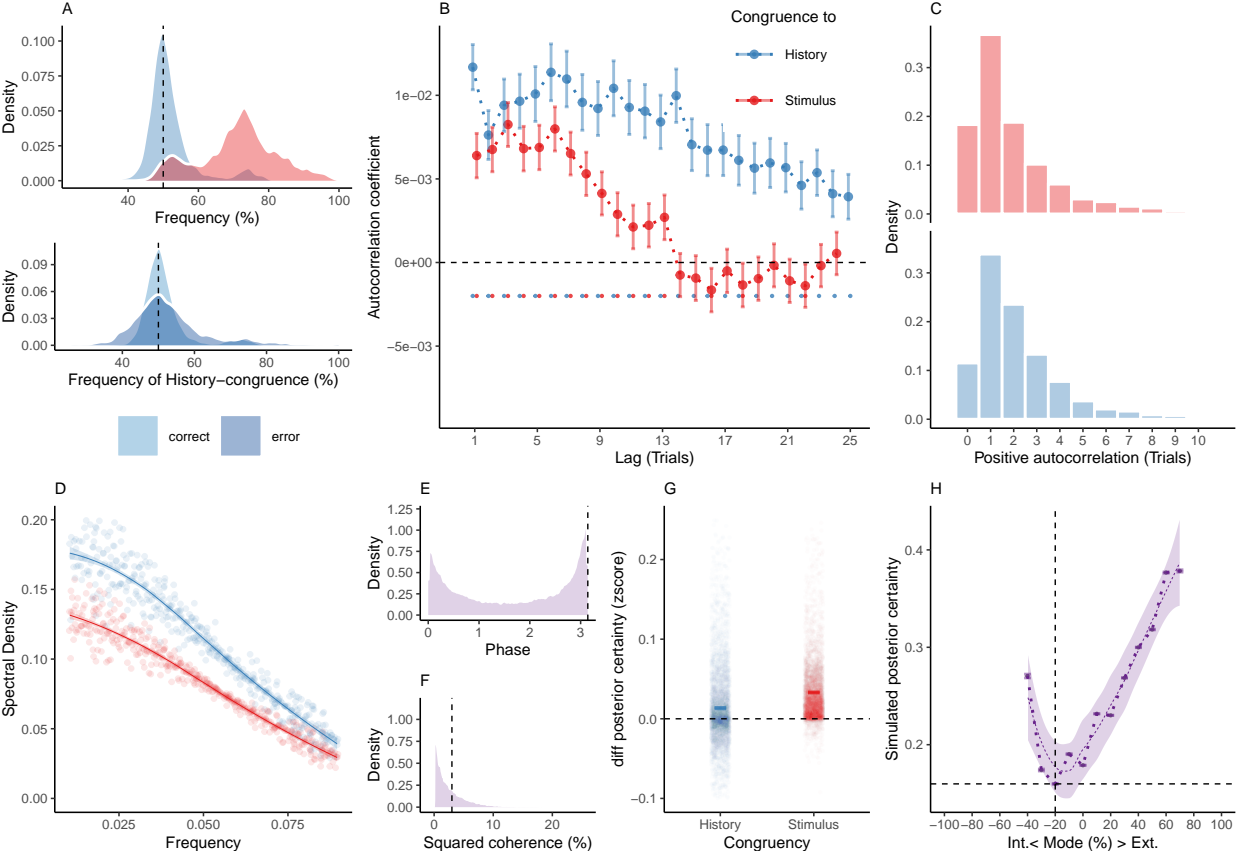 A
0.100
0.075
0.050
0.025
0.000
Density
40 60 80 100
Frequency (%)
0.09
0.06
0.03
0.00
Density
40 60 80 100
Frequency of History−congruence (%)
correct error
B
Congruence to
History
Stimulus
1e−02
5e−03
0e+00
−5e−03
Autocorrelation coefficient
1 5 9 13 17 21 25
Lag (Trials)
C
0.3
0.2
0.1
0.0
Density
0.3
0.2
0.1
0.0
0 1 2 3 4 5 6 7 8 9 10
Positive autocorrelation (Trials)
D
0.20
0.15
0.10
0.05
0.00
Spectral Density
0.025 0.050 0.075
Frequency
E
1.25
1.00
0.75
0.50
0.25
0.00
Density
0 1 2 3
Phase
F
1.00
0.75
0.50
0.25
0.00
Density
0 10 20
Squared coherence (%)
G
0.2
0.1
0.0
−0.1
diff posterior certainty (zscore)
History Stimulus
Congruency
H
0.4
0.3
0.2
Simulated posterior certainty
−100 −80 −60 −40 −20 0 20 40 60 80 100
Int.< Mode (%) > Ext.